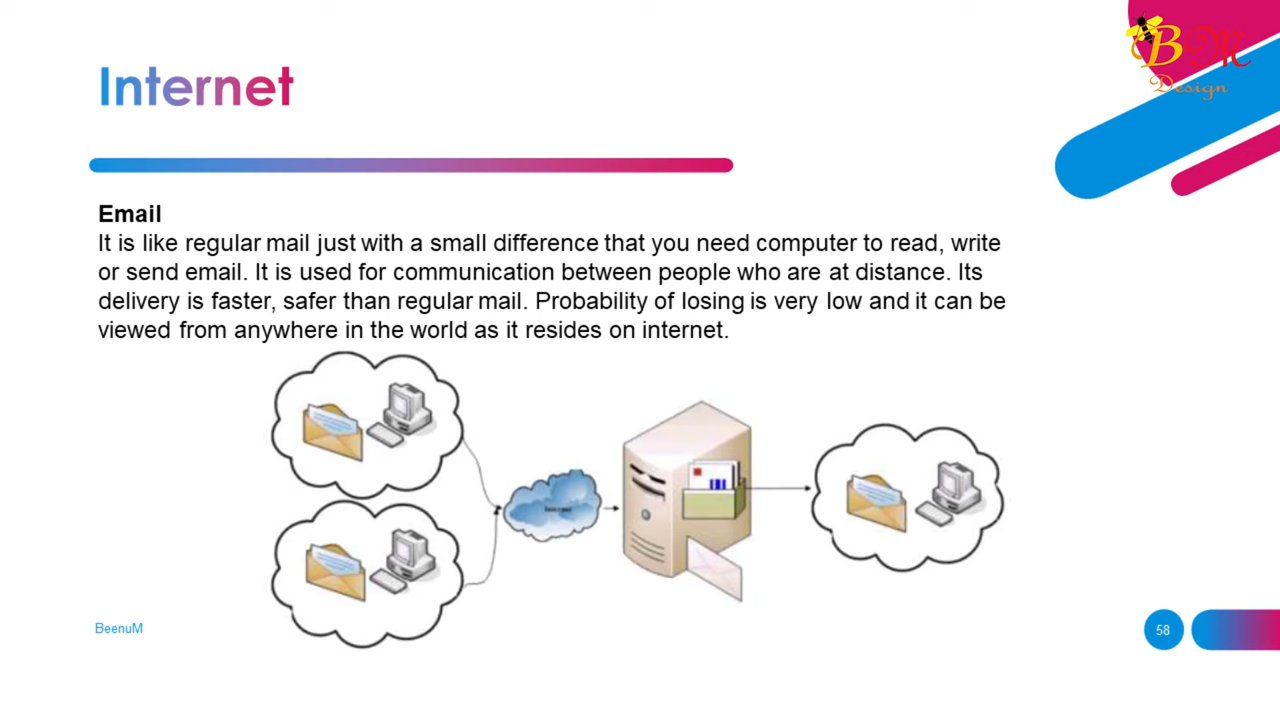 B M
Design
Internet
Email
It is like regular mail just with a small difference that you need computer to read, write
or send email. It is used for communication between people who are at distance. Its
delivery is faster, safer than regular mail. Probability of losing is very low and it can be
viewed from anywhere in the world as it resides on internet.
Internet
BeenuM
58